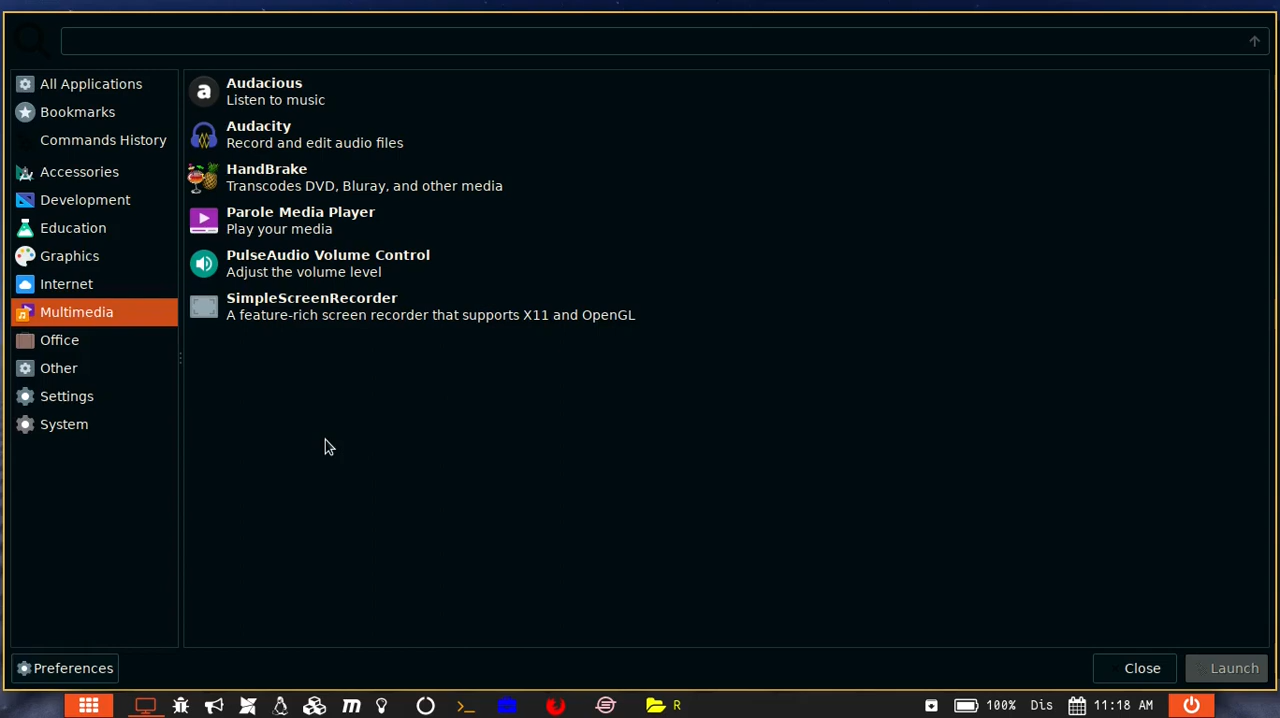 All Applications
Bookmarks
Commands History
Accessories
Development
Education
Graphics
Internet
Multimedia
Office
Other
Settings
System
Audacious
Listen to music
Audacity
Record and edit audio files
HandBrake
Transcodes DVD, Bluray, and other media
Parole Media Player
Play your media
PulseAudio Volume Control
Adjust the volume level
SimpleScreenRecorder
A feature-rich screen recorder that supports X11 and OpenGL
Preferences
Close
Launch
R 100% Dis 11:18 AM